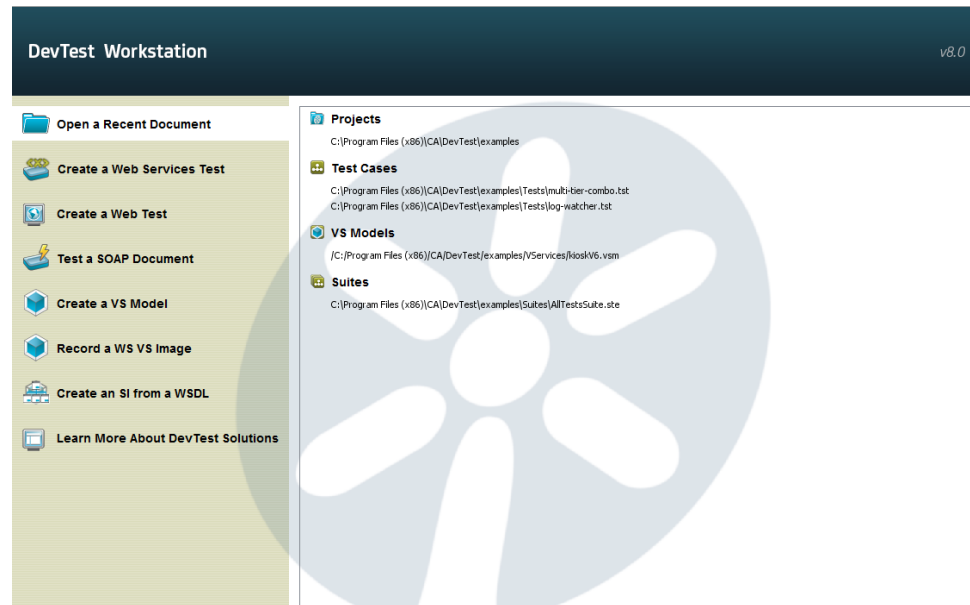 DevTest Workstation
v8.0
Open a Recent Document
Create a Web Services Test
Create a Web Test
Test a SOAP Document
Create a VS Model
Record a WS VS Image
Create an SI from a WSDL
Learn More About DevTest Solutions
Projects
C:\Program Files (x86)\CA\DevTest\examples
Test Cases
C:\Program Files (x86)\CA\DevTest\examples\Tests\multi-tier-combo.tst
C:\Program Files (x86)\CA\DevTest\examples\Tests\log-watcher.tst
VS Models
/C:/Program Files (x86)/CA/DevTest/examples/VServices/kioskV6.vsm
Suites
C:\Program Files (x86)\CA\DevTest\examples\Suites\AllTestsSuite.ste